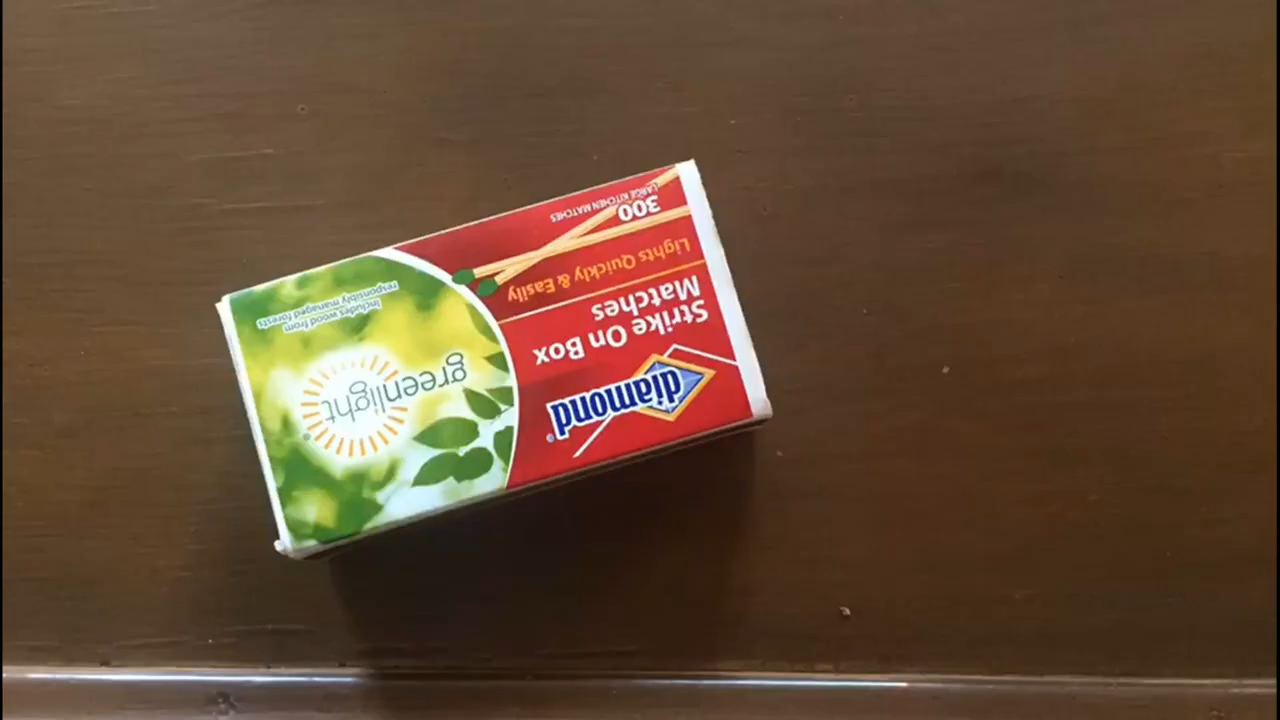 diamond®
Strike On Box
Matches
Lights Quickly & Easily
300
LARGE KITCHEN MATCHES
greenlight®
Includes wood from
responsibly managed forests